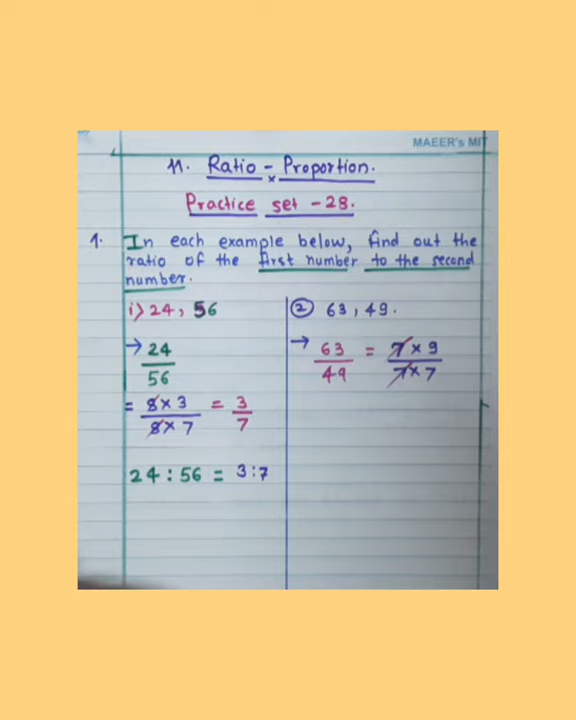 MAEER's MIT
11. Ratio - Proportion.
×
Practice set - 28.
1. In each example below, find out the
ratio of the first number to the second
number.
i) 24, 56
→ 24
56
= 8 × 3 = 3
8 × 7 7
24 : 56 = 3:7
② 63, 49.
→ 63 = 7 × 9
49 7 × 7